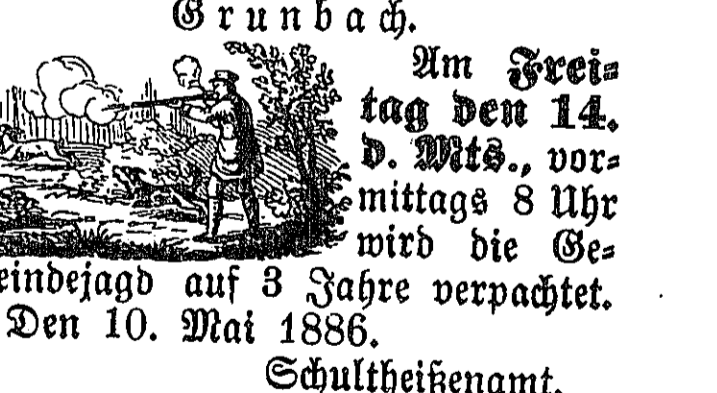 Grunbach.
Am Frei-
tag den 14.
d. Mts., vor-
mittags 8 Uhr
wird die Ge-
eindejagd auf 3 Jahre verpachtet.
Den 10. Mai 1886.
Schultheißenamt.